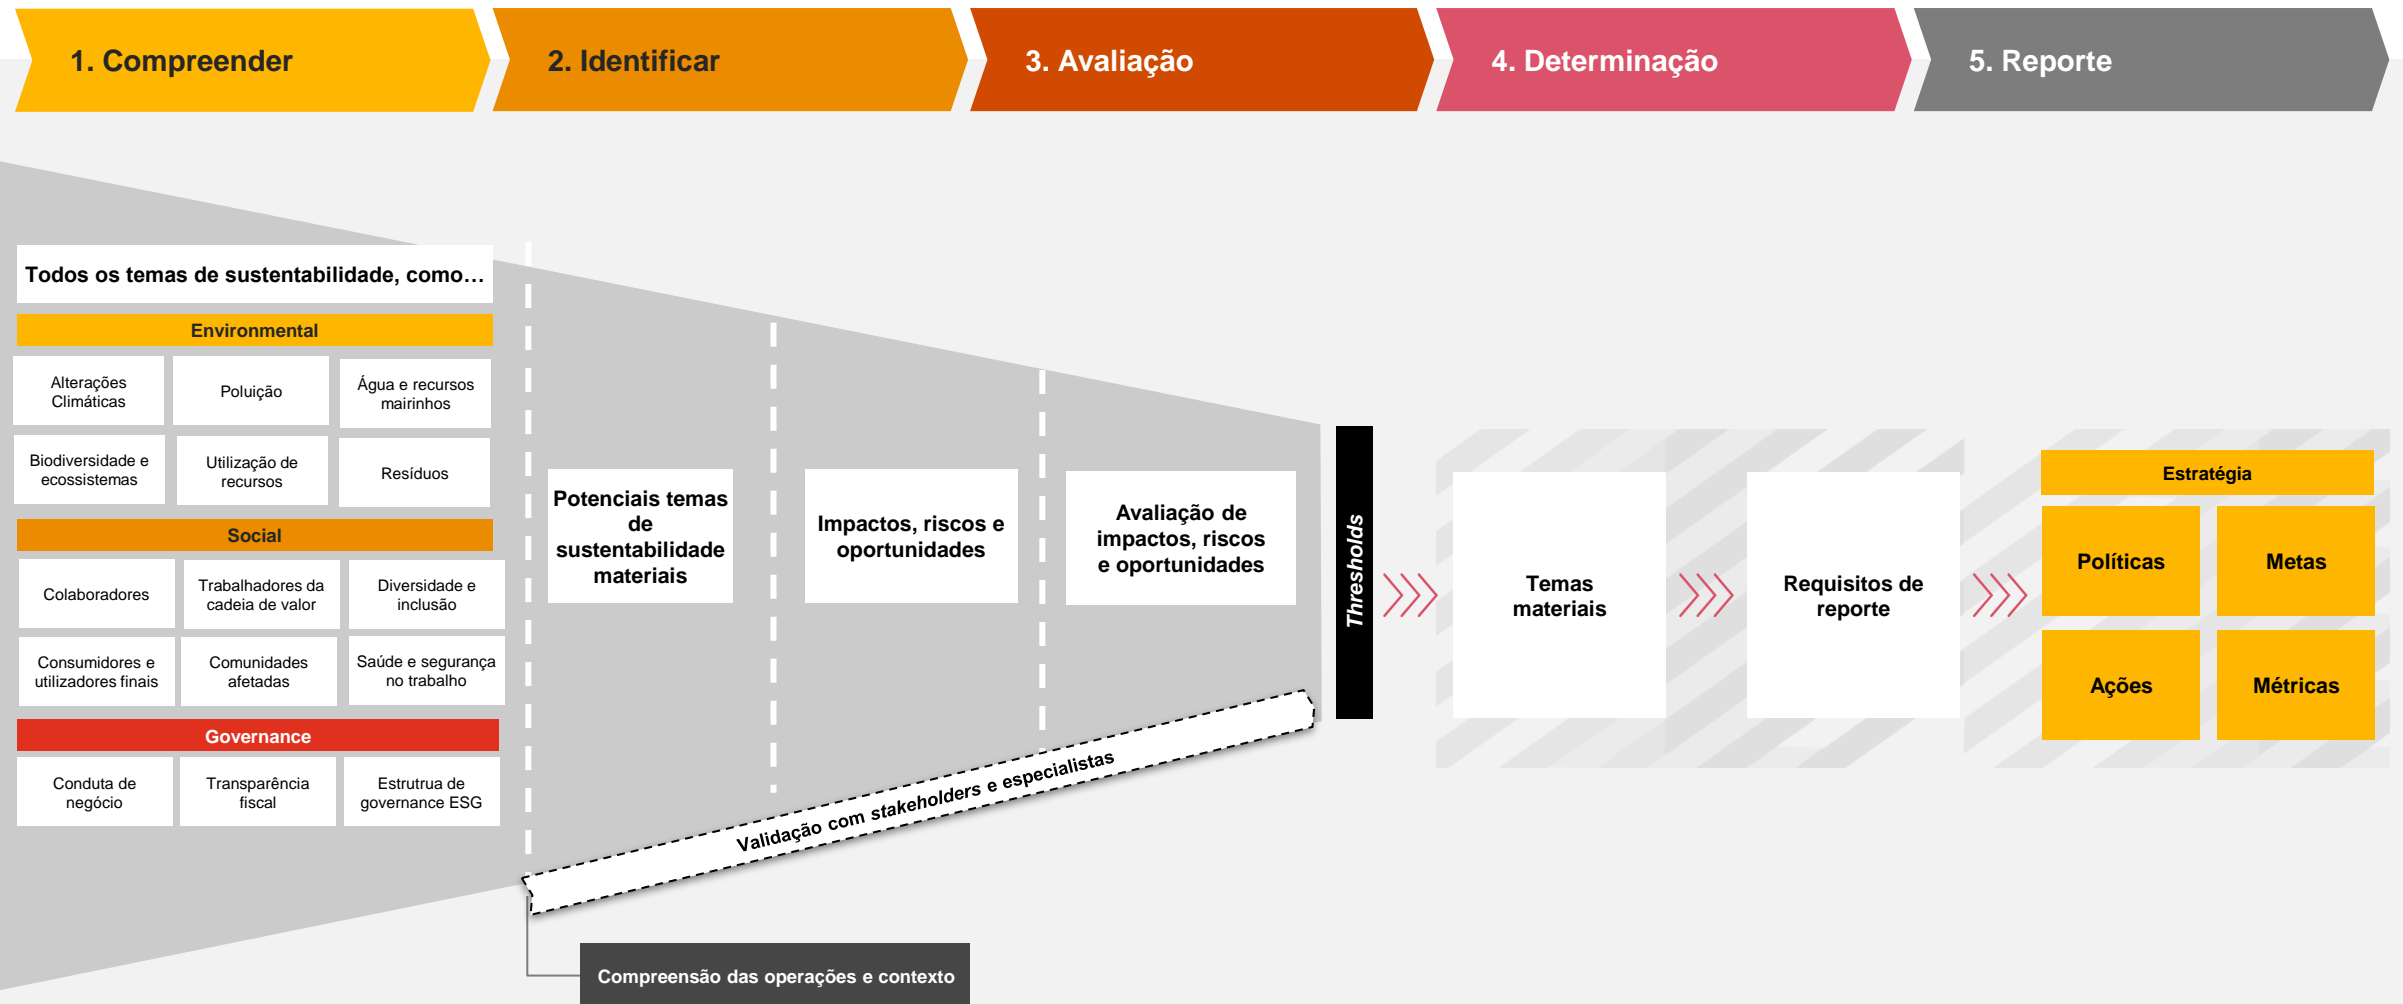 1. Compreender
2. Identificar
3. Avaliação
4. Determinação
5. Reporte
Todos os temas de sustentabilidade, como…
Environmental
Alterações
Climáticas
Poluição
Água e recursos
mairinhos
Biodiversidade e
ecossistemas
Utilização de
recursos
Resíduos
Social
Colaboradores
Trabalhadores da
cadeia de valor
Diversidade e
inclusão
Consumidores e
utilizadores finais
Comunidades
afetadas
Saúde e segurança
no trabalho
Governance
Conduta de
negócio
Transparência
fiscal
Estrutrua de
governance ESG
Potenciais temas
de
sustentabilidade
materiais
Impactos, riscos e
oportunidades
Avaliação de
impactos, riscos
e oportunidades
Validação com stakeholders e especialistas
Compreensão das operações e contexto
Thresholds
Temas
materiais
Requisitos de
reporte
Estratégia
Políticas
Metas
Ações
Métricas